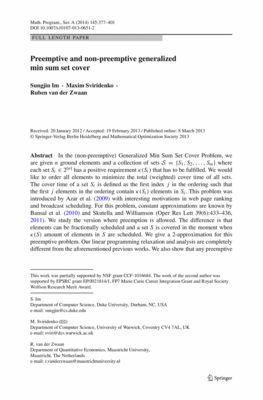 Math. Program., Ser. A (2014) 145:377–401
DOI 10.1007/s10107-013-0651-2
FULL LENGTH PAPER
Preemptive and non-preemptive generalized
min sum set cover
Sungjin Im · Maxim Sviridenko ·
Ruben van der Zwaan
Received: 20 January 2012 / Accepted: 19 February 2013 / Published online: 8 March 2013
© Springer-Verlag Berlin Heidelberg and Mathematical Optimization Society 2013
Abstract In the (non-preemptive) Generalized Min Sum Set Cover Problem, we
are given n ground elements and a collection of sets S = {S1, S2, . . . , Sm} where
each set Si ∈ 2[n] has a positive requirement κ(Si) that has to be fulfilled. We would
like to order all elements to minimize the total (weighted) cover time of all sets.
The cover time of a set Si is defined as the first index j in the ordering such that
the first j elements in the ordering contain κ(Si) elements in Si. This problem was
introduced by Azar et al. (2009) with interesting motivations in web page ranking
and broadcast scheduling. For this problem, constant approximations are known by
Bansal et al. (2010) and Skutella and Williamson (Oper Res Lett 39(6):433–436,
2011). We study the version where preemption is allowed. The difference is that
elements can be fractionally scheduled and a set S is covered in the moment when
κ(S) amount of elements in S are scheduled. We give a 2-approximation for this
preemptive problem. Our linear programming relaxation and analysis are completely
different from the aforementioned previous works. We also show that any preemptive
This work was partially supported by NSF grant CCF-1016684. The work of the second author was
supported by EPSRC grant EP/J021814/1, FP7 Marie Curie Career Integration Grant and Royal Society
Wolfson Research Merit Award.
S. Im
Department of Computer Science, Duke University, Durham, NC, USA
e-mail: sungjin@cs.duke.edu
M. Sviridenko (✉)
Department of Computer Science, University of Warwick, Coventry CV4 7AL, UK
e-mail: sviri@dcs.warwick.ac.uk
R. van der Zwaan
Department of Quantitative Economics, Maastricht University,
Maastricht, The Netherlands
e-mail: r.vanderzwaan@maastrichtuniversity.nl
Springer